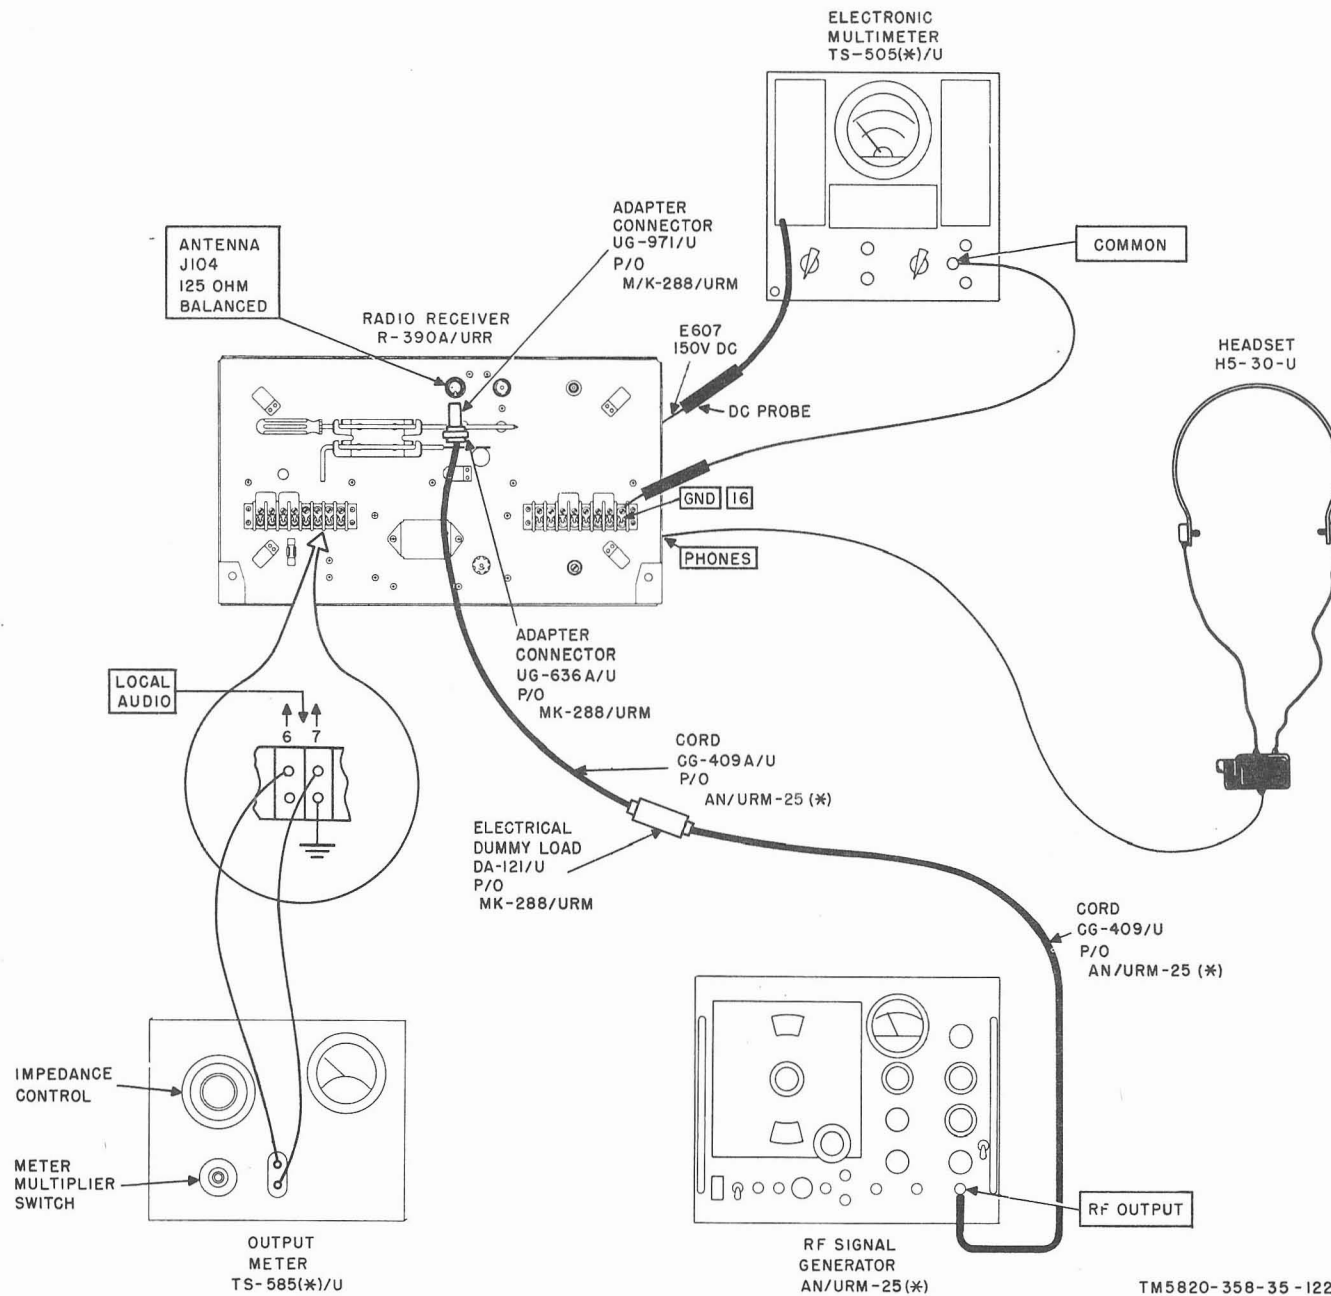 ELECTRONIC
MULTIMETER
TS-505(*)/U
ADAPTER
CONNECTOR
UG-971/U
P/O
M/K-288/URM
ANTENNA
J104
125 OHM
BALANCED
COMMON
RADIO RECEIVER
R-390A/URR
E607
150V DC
HEADSET
H5-30-U
DC PROBE
GND 16
PHONES
S
ADAPTER
CONNECTOR
UG-636A/U
P/O
MK-288/URM
LOCAL
AUDIO
6 7
CORD
CG-409A/U
P/O
AN/URM-25 (*)
ELECTRICAL
DUMMY LOAD
DA-121/U
P/O
MK-288/URM
CORD
CG-409/U
P/O
AN/URM-25 (*)
IMPEDANCE
CONTROL
METER
MULTIPLIER
SWITCH
RF OUTPUT
OUTPUT
METER
TS-585(*)/U
RF SIGNAL
GENERATOR
AN/URM-25(*)
TM5820-358-35-122